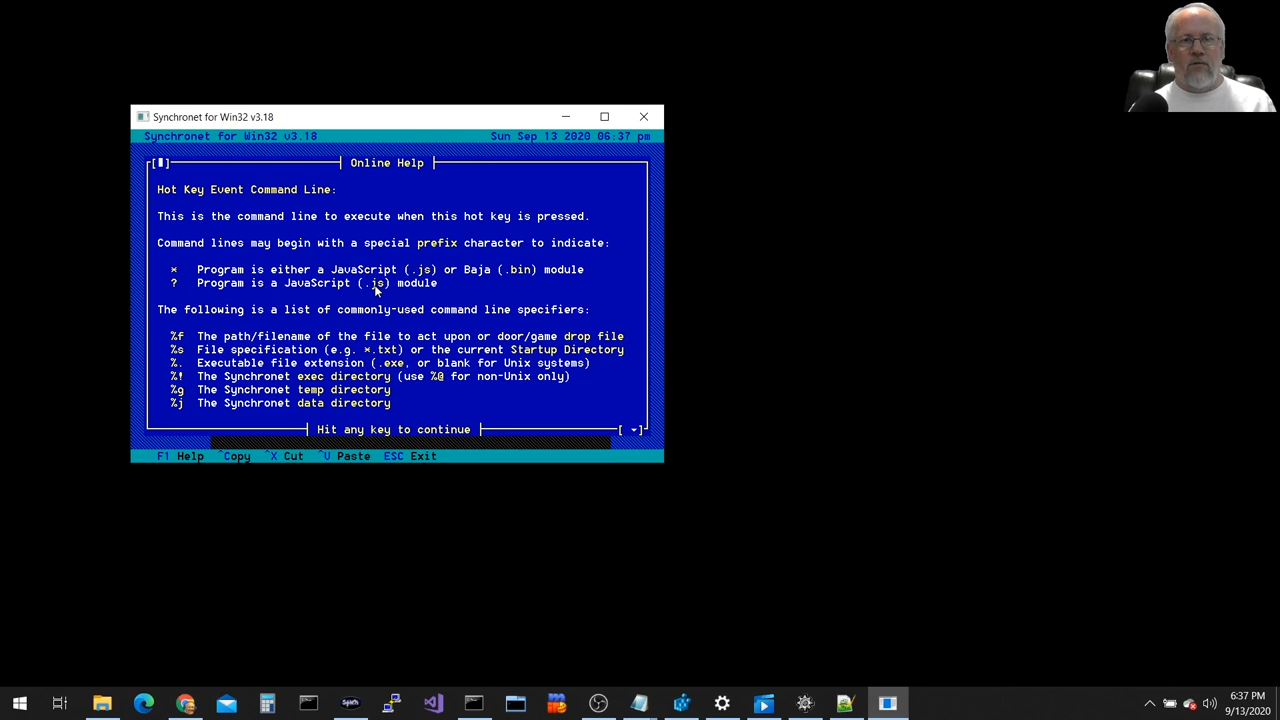 Synchronet for Win32 v3.18
Synchronet for Win32 v3.18 Sun Sep 13 2020 06:37 pm
Online Help
Hot Key Event Command Line:
This is the command line to execute when this hot key is pressed.
Command lines may begin with a special prefix character to indicate:
* Program is either a JavaScript (.js) or Baja (.bin) module
? Program is a JavaScript (.js) module
The following is a list of commonly-used command line specifiers:
%f The path/filename of the file to act upon or door/game drop file
%s File specification (e.g. *.txt) or the current Startup Directory
%. Executable file extension (.exe, or blank for Unix systems)
%! The Synchronet exec directory (use %@ for non-Unix only)
%g The Synchronet temp directory
%j The Synchronet data directory
Hit any key to continue
F1 Help ^Copy ^X Cut ^V Paste ESC Exit
6:37 PM
9/13/2020